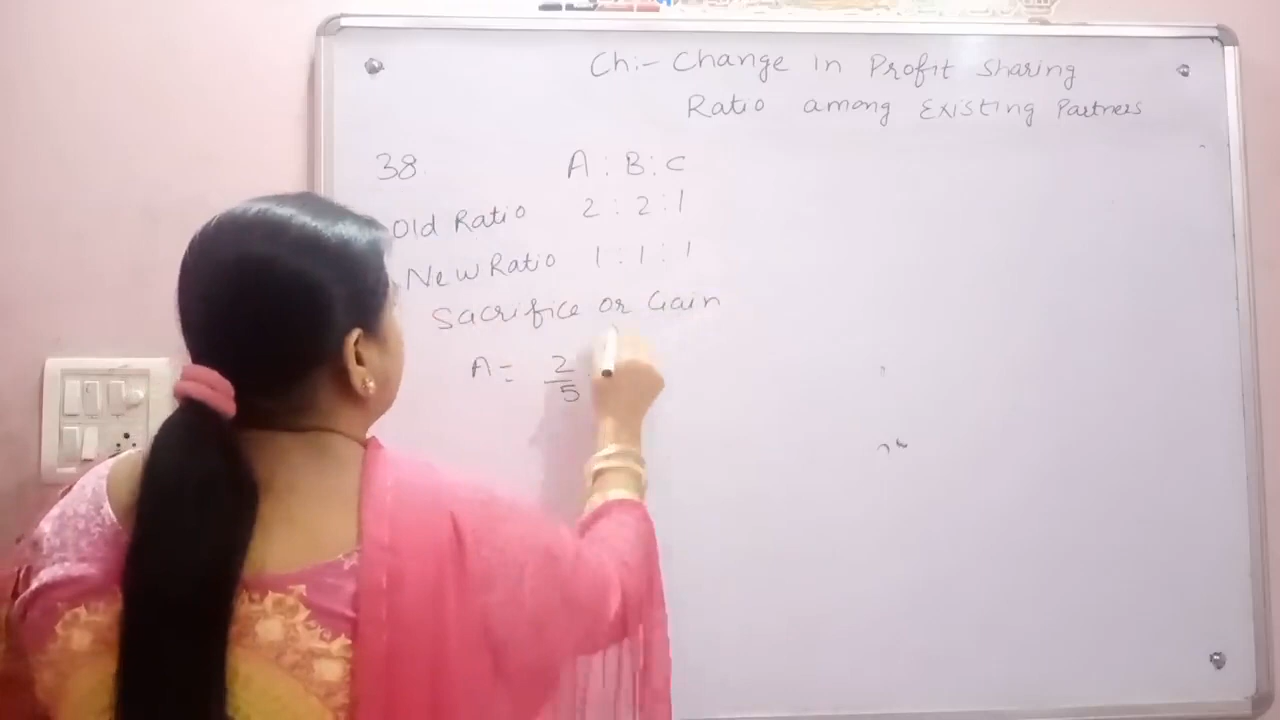 Ch:- Change in Profit Sharing
Ratio among Existing Partners
38.
A : B : C
Old Ratio 2 : 2 : 1
New Ratio 1 : 1 : 1
Sacrifice or Gain
A = 2/5